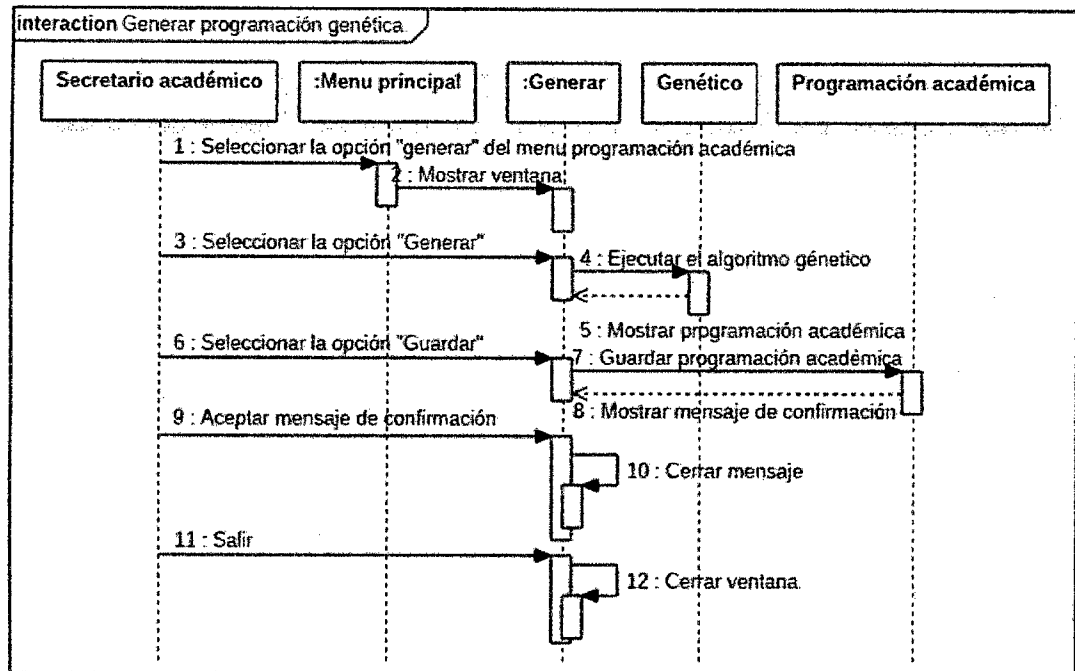 interaction Generar programación genética
Secretario académico
:Menu principal
:Generar
Genético
Programación académica
1 : Seleccionar la opción "generar" del menu programación académica
2 : Mostrar ventana
3 : Seleccionar la opción "Generar"
4 : Ejecutar el algoritmo génetico
5 : Mostrar programación académica
6 : Seleccionar la opción "Guardar"
7 : Guardar programación académica
8 : Mostrar mensaje de confirmación
9 : Aceptar mensaje de confirmación
10 : Cerrar mensaje
11 : Salir
12 : Cerrar ventana